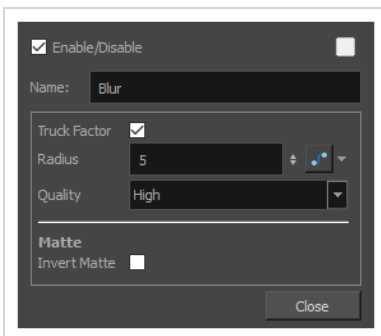 Enable/Disable
Name: Blur
Truck Factor
Radius 5
Quality High
Matte
Invert Matte
Close